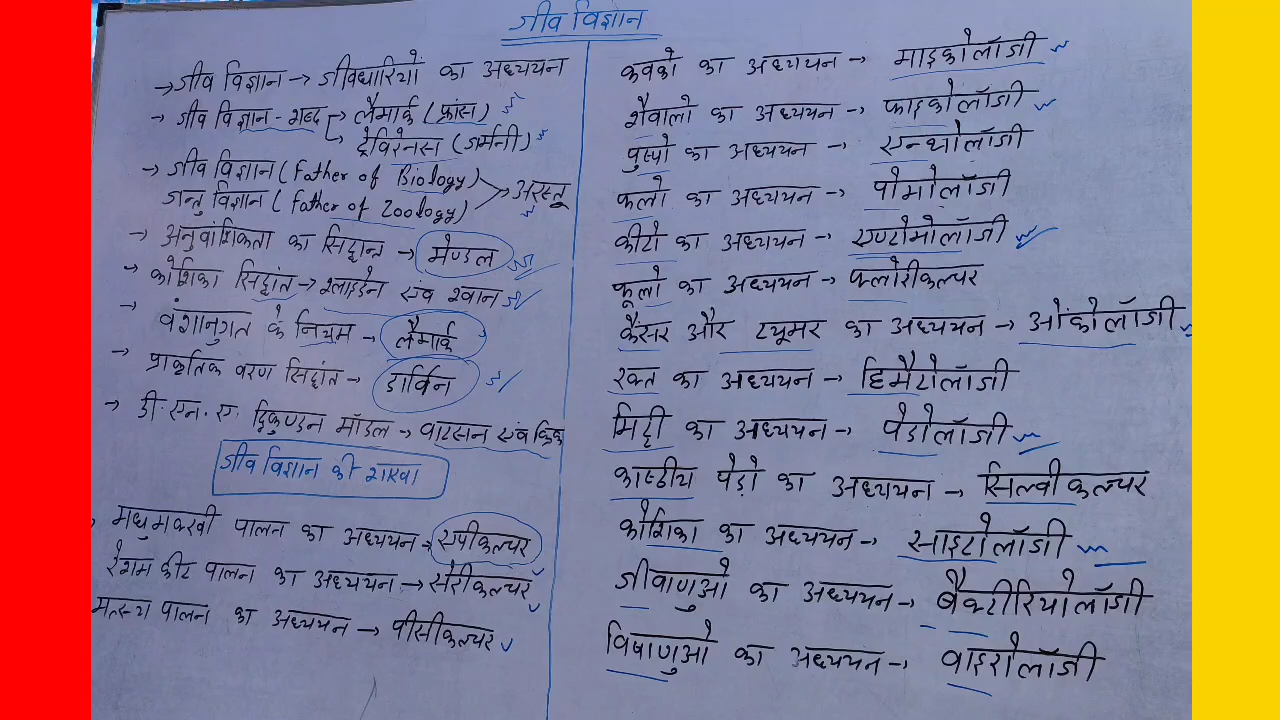 जीव विज्ञान
→ जीव विज्ञान → जीवधारियों का अध्ययन
→ जीव विज्ञान - शब्द → लैमार्क (फ्रांस)
→ ट्रेविरेनस (जर्मनी)
→ जीव विज्ञान (Father of Biology)
जन्तु विज्ञान (Father of Zoology) → अरस्तू
→ अनुवांशिकता का सिद्धान्त → मेण्डल
→ कोशिका सिद्धांत → श्लाइडेन एवं श्वान
→ वंशानुगत के नियम → लैमार्क
→ प्राकृतिक वरण सिद्धांत → डार्विन
→ डी. एन. ए. द्विकुण्डन मॉडल → वाटसन एवं क्रिक
जीव विज्ञान की शाखा
मधुमक्खी पालन का अध्ययन → एपीकल्चर
रेशम कीट पालन का अध्ययन → सेरीकल्चर
मत्स्य पालन का अध्ययन → पीसीकल्चर
कवको का अध्ययन → माइकोलॉजी
शैवालो का अध्ययन → फाइकोलॉजी
पुष्पो का अध्ययन → एन्थोलॉजी
फलो का अध्ययन → पोमोलॉजी
कीटो का अध्ययन → एण्टोमोलॉजी
फूलो का अध्ययन → फ्लोरीकल्चर
कैंसर और ट्यूमर का अध्ययन → ओंकोलॉजी
रक्त का अध्ययन → हिमैटोलॉजी
मिट्टी का अध्ययन → पेडोलॉजी
काष्ठीय पेड़ो का अध्ययन → सिल्वीकल्चर
कोशिका का अध्ययन → साइटोलॉजी
जीवाणुओ का अध्ययन → बैक्टीरियोलॉजी
विषाणुओ का अध्ययन → वाइरोलॉजी